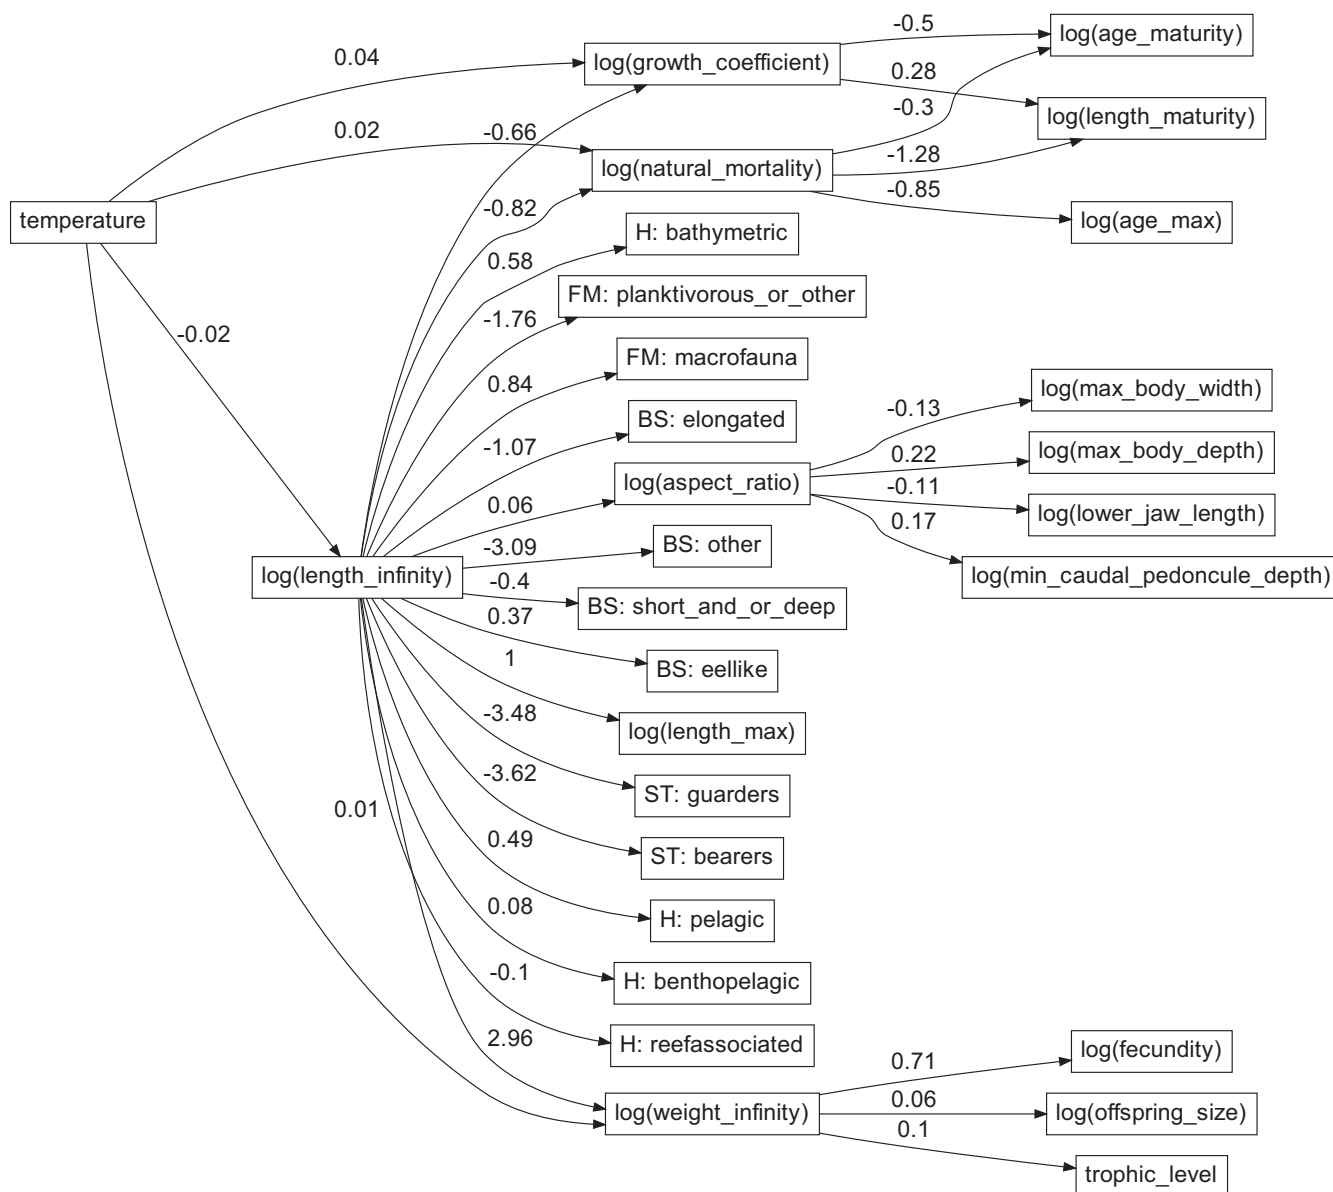 -0.5
log(age_maturity)
0.04
log(growth_coefficient)
0.28
-0.3
log(length_maturity)
0.02
-0.66
log(natural_mortality)
-1.28
-0.85
temperature
-0.82
log(age_max)
H: bathymetric
0.58
FM: planktivorous_or_other
-1.76
-0.02
FM: macrofauna
0.84
log(max_body_width)
-0.13
BS: elongated
-1.07
0.22
log(max_body_depth)
log(aspect_ratio)
-0.11
0.06
log(lower_jaw_length)
0.17
-3.09
BS: other
log(length_infinity)
log(min_caudal_pedoncule_depth)
-0.4
BS: short_and_or_deep
0.37
1
BS: eellike
-3.48
log(length_max)
-3.62
ST: guarders
0.01
0.49
ST: bearers
0.08
H: pelagic
-0.1
H: benthopelagic
2.96
H: reefassociated
0.71
log(fecundity)
log(weight_infinity)
0.06
log(offspring_size)
0.1
trophic_level